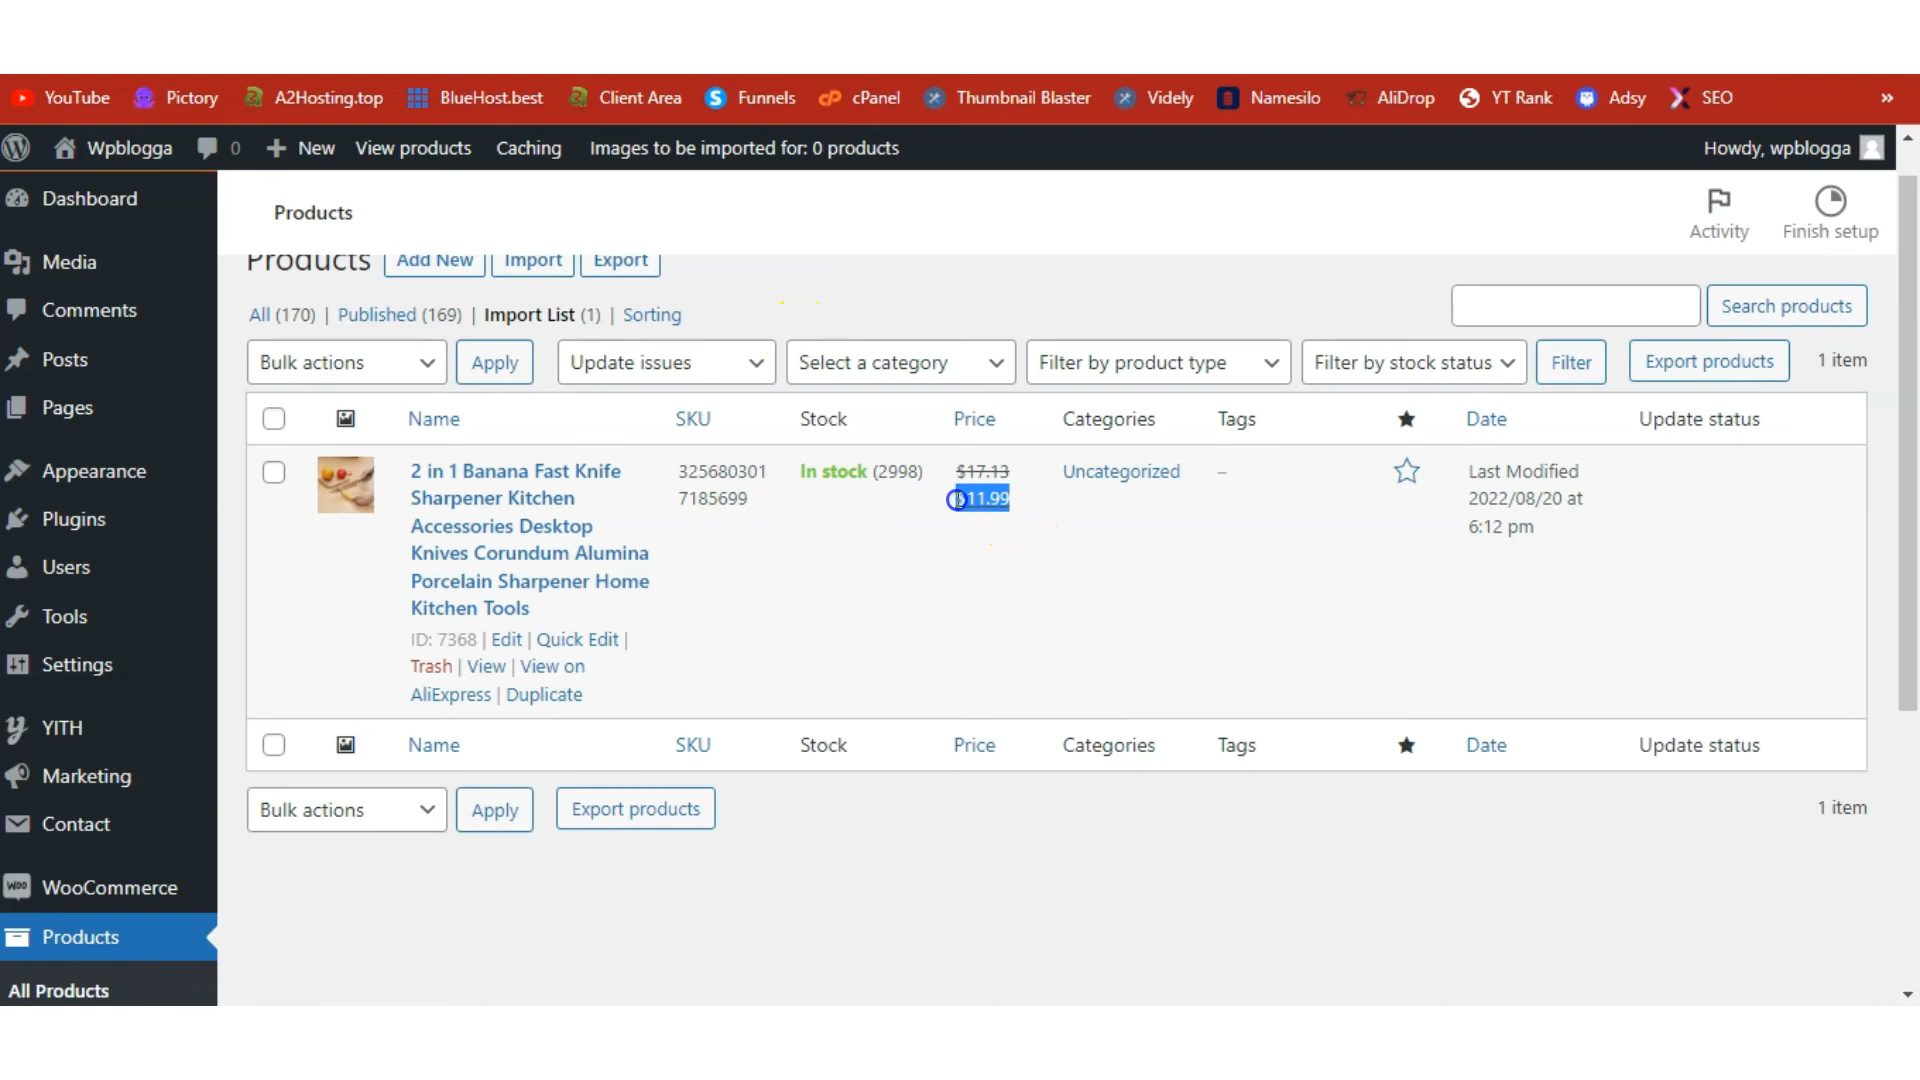 YouTube Pictory A2Hosting.top BlueHost.best Client Area Funnels cPanel Thumbnail Blaster Videly Namesilo AliDrop YT Rank Adsy SEO »
Wpblogga 0 + New View products Caching Images to be imported for: 0 products Howdy, wpblogga
Dashboard
Media
Comments
Posts
Pages
Appearance
Plugins
Users
Tools
Settings
YITH
Marketing
Contact
WooCommerce
Products
All Products
Products
Activity
Finish setup
Products Add New Import Export
All (170) | Published (169) | Import List (1) | Sorting
Search products
Bulk actions Apply Update issues Select a category Filter by product type Filter by stock status Filter Export products 1 item
Name SKU Stock Price Categories Tags Date Update status
2 in 1 Banana Fast Knife
Sharpener Kitchen
Accessories Desktop
Knives Corundum Alumina
Porcelain Sharpener Home
Kitchen Tools
ID: 7368 | Edit | Quick Edit |
Trash | View | View on
AliExpress | Duplicate
325680301
7185699
In stock (2998)
$17.13
$11.99
Uncategorized
–
Last Modified
2022/08/20 at
6:12 pm
Name SKU Stock Price Categories Tags Date Update status
Bulk actions Apply Export products 1 item